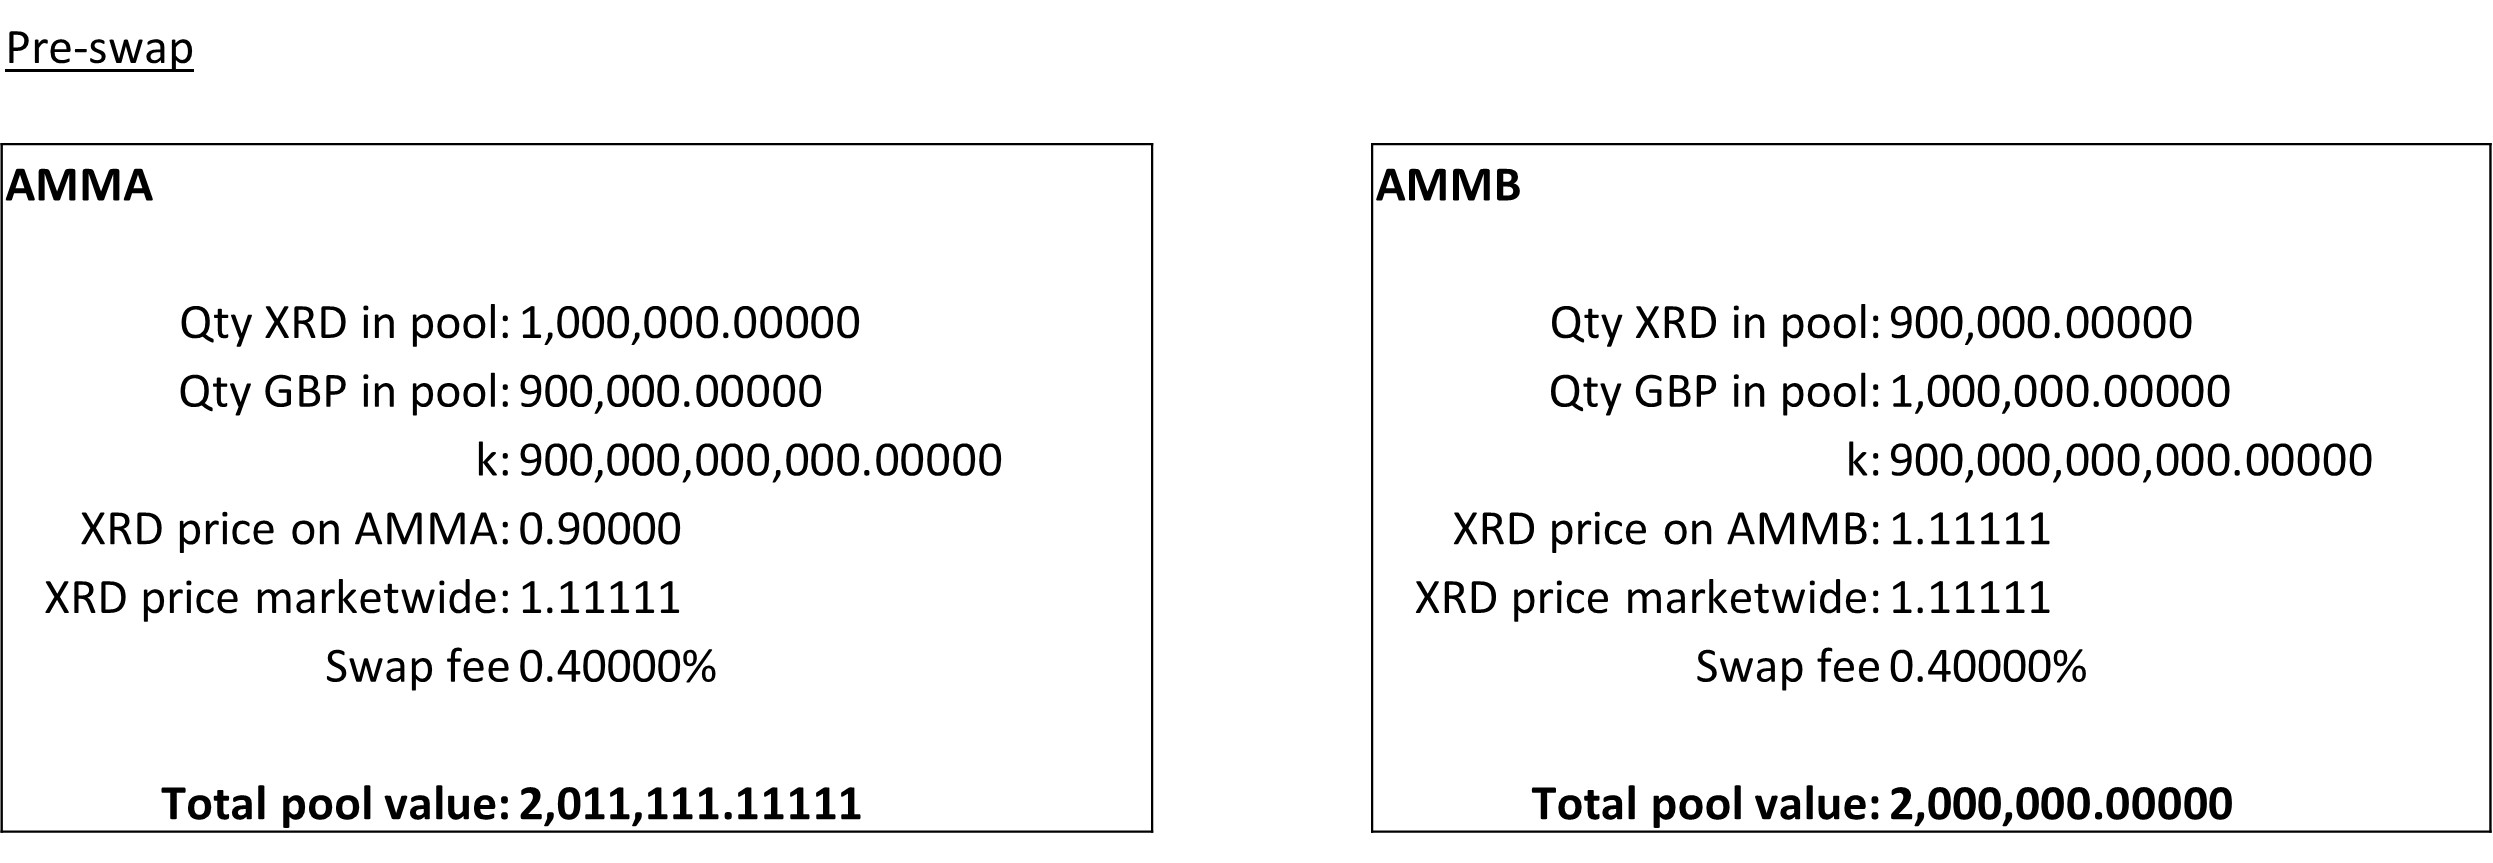 Pre-swap
AMMA
Qty XRD in pool: 1,000,000.00000
Qty GBP in pool: 900,000.00000
k: 900,000,000,000.00000
XRD price on AMMA: 0.90000
XRD price marketwide: 1.11111
Swap fee 0.40000%
Total pool value: 2,011,111.11111
AMMB
Qty XRD in pool: 900,000.00000
Qty GBP in pool: 1,000,000.00000
k: 900,000,000,000.00000
XRD price on AMMB: 1.11111
XRD price marketwide: 1.11111
Swap fee 0.40000%
Total pool value: 2,000,000.00000